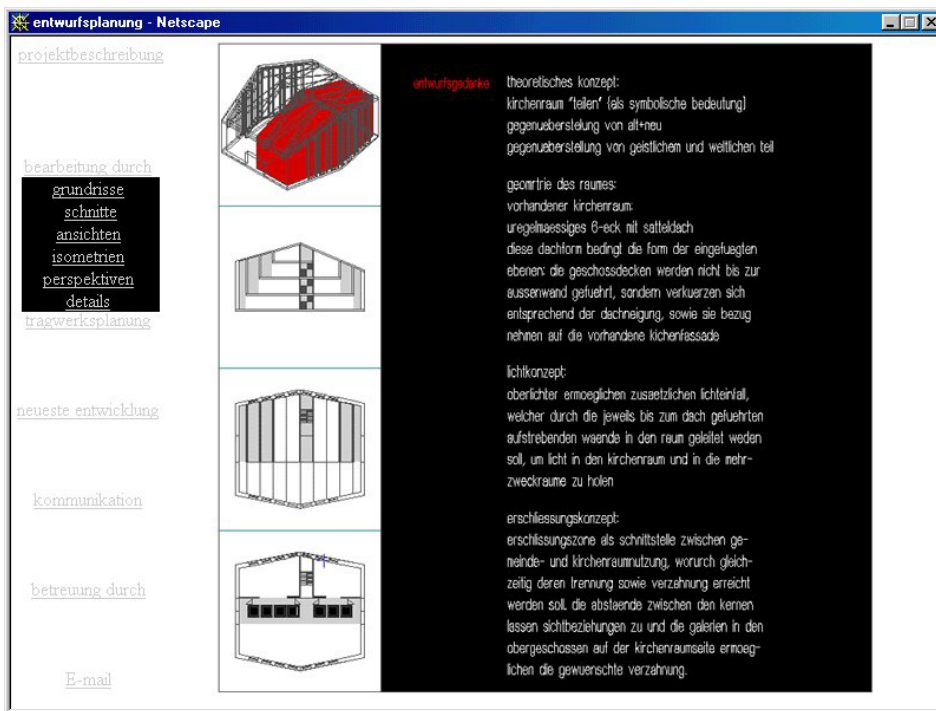 entwurfsplanung - Netscape
projektbeschreibung
bearbeitung durch
grundrisse
schnitte
ansichten
isometrien
perspektiven
details
tragwerksplanung
neueste entwicklung
kommunikation
betreuung durch
E-mail
entwurfsgedanke
theoretisches konzept:
kirchenraum "teilen" (als symbolische bedeutung)
gegenueberstelung von alt+neu
gegenueberstellung von geistlichem und weltlichen teil
geomrtrie des raumes:
vorhandener kirchenraum:
uregelmaessiges 6-eck mit satteldach
diese dachform bedingt die form der eingefuegten
ebenen: die geschossdecken werden nicht bis zur
aussenwand gefuehrt, sondern verkuerzen sich
entsprechend der dachneigung, sowie sie bezug
nehmen auf die vorhandene kichenfassade
lichtkonzept:
oberlichter ermoeglichen zusaetzlichen lichteinfall,
welcher durch die jeweils bis zum dach gefuehrten
aufstrebenden waende in den raum geleitet weden
soll, um licht in den kirchenraum und in die mehr-
zweckraume zu holen
erschliessungskonzept:
erschlissungszone als schnittstelle zwischen ge-
meinde- und kirchenraumnutzung, worurch gleich-
zeitig deren trennung sowie verzahnung erreicht
werden soll. die abstaende zwischen den kernen
lassen sichtbeziehungen zu und die galerien in den
obergeschossen auf der kirchenraumseite ermoeg-
lichen die gewuenschte verzahnung.